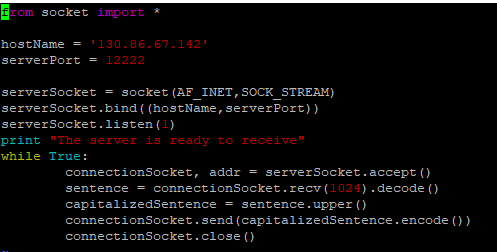 from socket import *
hostName = '130.86.67.142'
serverPort = 12222
serverSocket = socket(AF_INET,SOCK_STREAM)
serverSocket.bind((hostName,serverPort))
serverSocket.listen(1)
print "The server is ready to receive"
while True:
        connectionSocket, addr = serverSocket.accept()
        sentence = connectionSocket.recv(1024).decode()
        capitalizedSentence = sentence.upper()
        connectionSocket.send(capitalizedSentence.encode())
        connectionSocket.close()